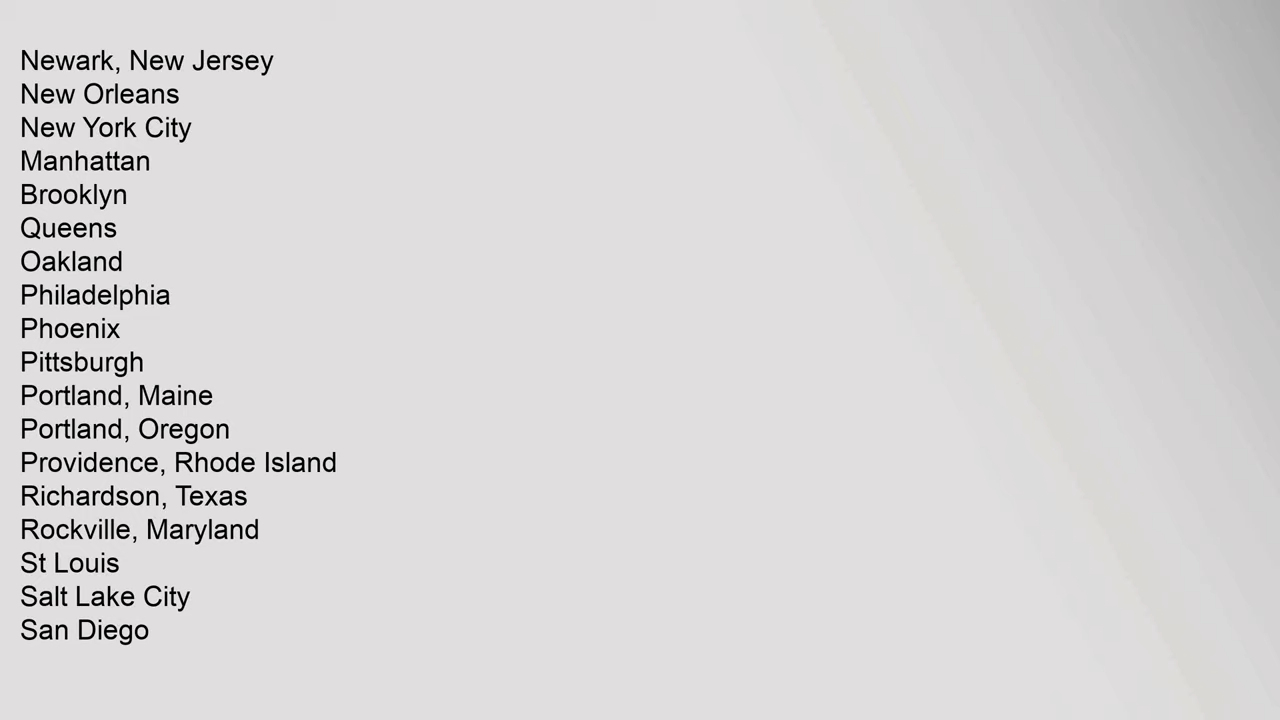 Newark, New Jersey
New Orleans
New York City
Manhattan
Brooklyn
Queens
Oakland
Philadelphia
Phoenix
Pittsburgh
Portland, Maine
Portland, Oregon
Providence, Rhode Island
Richardson, Texas
Rockville, Maryland
St Louis
Salt Lake City
San Diego